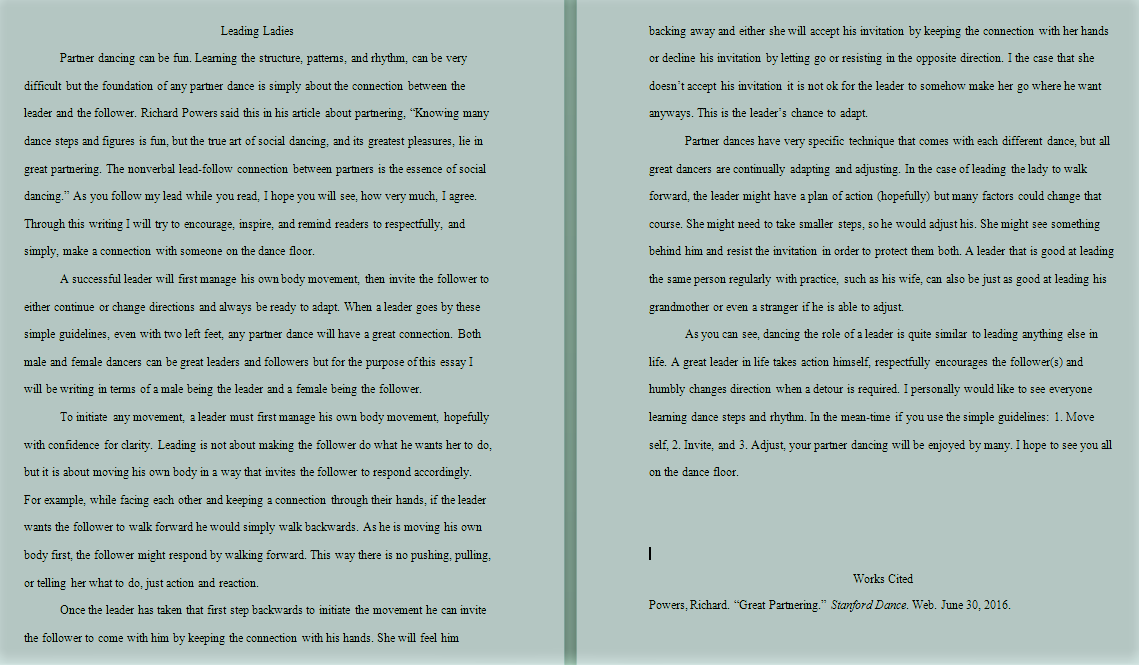 Leading Ladies
Partner dancing can be fun. Learning the structure, patterns, and rhythm, can be very
difficult but the foundation of any partner dance is simply about the connection between the
leader and the follower. Richard Powers said this in his article about partnering, “Knowing many
dance steps and figures is fun, but the true art of social dancing, and its greatest pleasures, lie in
great partnering. The nonverbal lead-follow connection between partners is the essence of social
dancing.” As you follow my lead while you read, I hope you will see, how very much, I agree.
Through this writing I will try to encourage, inspire, and remind readers to respectfully, and
simply, make a connection with someone on the dance floor.
A successful leader will first manage his own body movement, then invite the follower to
either continue or change directions and always be ready to adapt. When a leader goes by these
simple guidelines, even with two left feet, any partner dance will have a great connection. Both
male and female dancers can be great leaders and followers but for the purpose of this essay I
will be writing in terms of a male being the leader and a female being the follower.
To initiate any movement, a leader must first manage his own body movement, hopefully
with confidence for clarity. Leading is not about making the follower do what he wants her to do,
but it is about moving his own body in a way that invites the follower to respond accordingly.
For example, while facing each other and keeping a connection through their hands, if the leader
wants the follower to walk forward he would simply walk backwards. As he is moving his own
body first, the follower might respond by walking forward. This way there is no pushing, pulling,
or telling her what to do, just action and reaction.
Once the leader has taken that first step backwards to initiate the movement he can invite
the follower to come with him by keeping the connection with his hands. She will feel him
backing away and either she will accept his invitation by keeping the connection with her hands
or decline his invitation by letting go or resisting in the opposite direction. I the case that she
doesn’t accept his invitation it is not ok for the leader to somehow make her go where he want
anyways. This is the leader’s chance to adapt.
Partner dances have very specific technique that comes with each different dance, but all
great dancers are continually adapting and adjusting. In the case of leading the lady to walk
forward, the leader might have a plan of action (hopefully) but many factors could change that
course. She might need to take smaller steps, so he would adjust his. She might see something
behind him and resist the invitation in order to protect them both. A leader that is good at leading
the same person regularly with practice, such as his wife, can also be just as good at leading his
grandmother or even a stranger if he is able to adjust.
As you can see, dancing the role of a leader is quite similar to leading anything else in
life. A great leader in life takes action himself, respectfully encourages the follower(s) and
humbly changes direction when a detour is required. I personally would like to see everyone
learning dance steps and rhythm. In the mean-time if you use the simple guidelines: 1. Move
self, 2. Invite, and 3. Adjust, your partner dancing will be enjoyed by many. I hope to see you all
on the dance floor.
Works Cited
Powers, Richard. “Great Partnering.” Stanford Dance. Web. June 30, 2016.